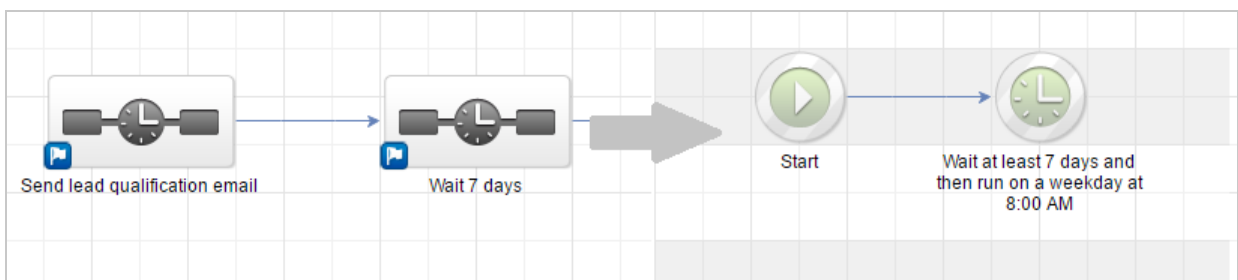 Send lead qualification email
Wait 7 days
Start
Wait at least 7 days and
then run on a weekday at
8:00 AM